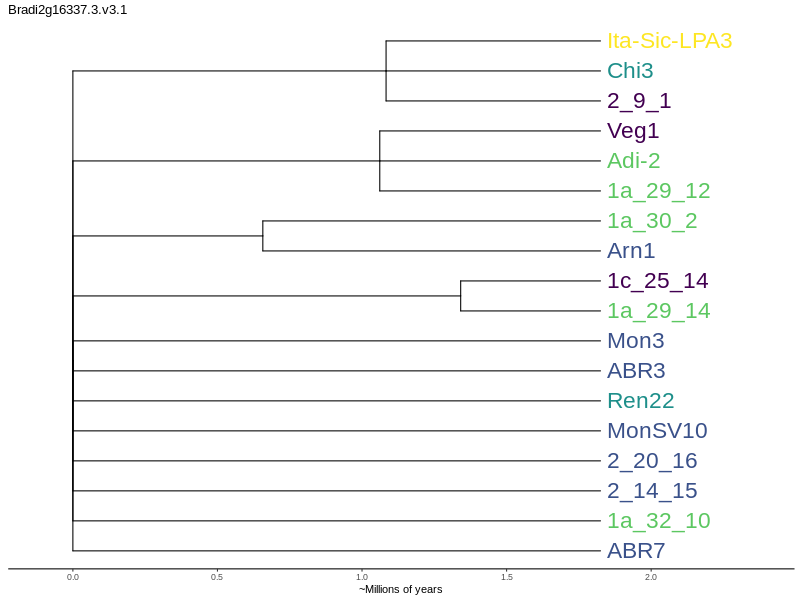 Bradi2g16337.3.v3.1
Ita-Sic-LPA3
Chi3
2_9_1
Veg1
Adi-2
1a_29_12
1a_30_2
Arn1
1c_25_14
1a_29_14
Mon3
ABR3
Ren22
MonSV10
2_20_16
2_14_15
1a_32_10
ABR7
0.0 0.5 1.0 1.5 2.0
~Millions of years